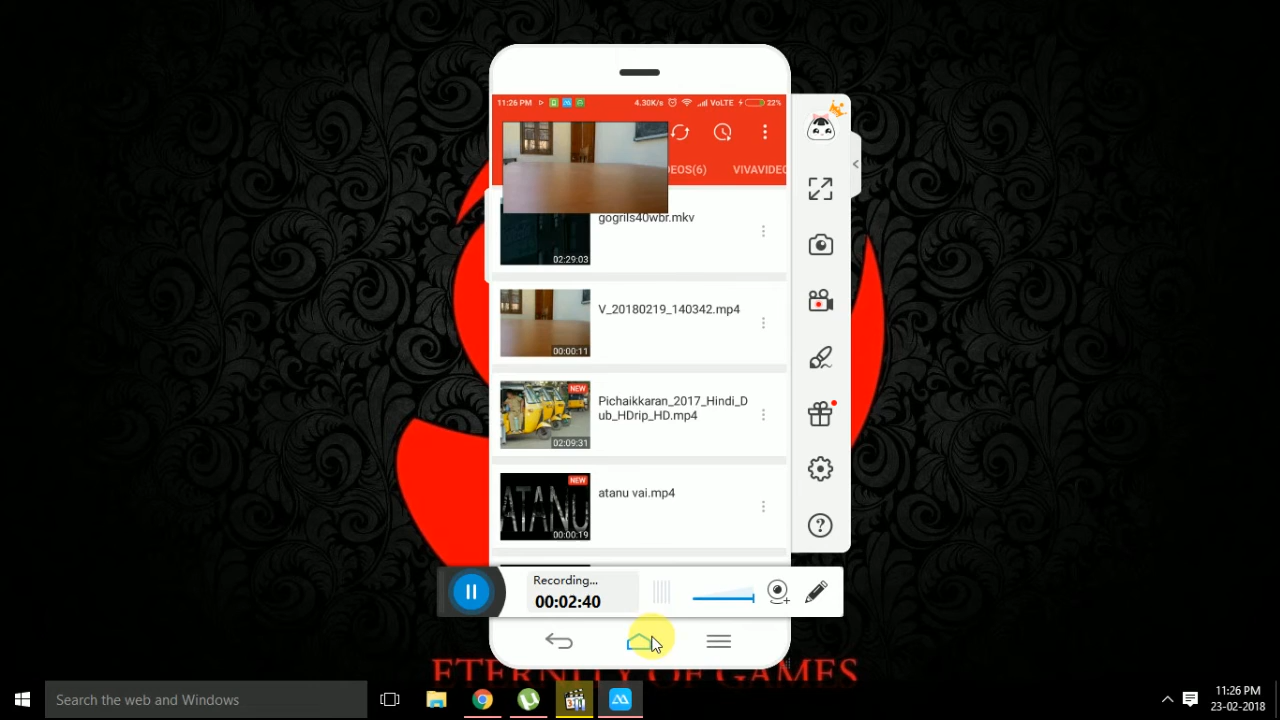 11:26 PM
4.30K/s VoLTE 22%
EOS(6) VIVAVIDEO
gogrils40wbr.mkv
02:29:03
V_20180219_140342.mp4
00:00:11
NEW
Pichaikkaran_2017_Hindi_D
ub_HDrip_HD.mp4
02:09:31
NEW
atanu vai.mp4
ATANU
00:00:19
Recording...
00:02:40
ETERNITY OF GAMES
Search the web and Windows
11:26 PM
23-02-2018